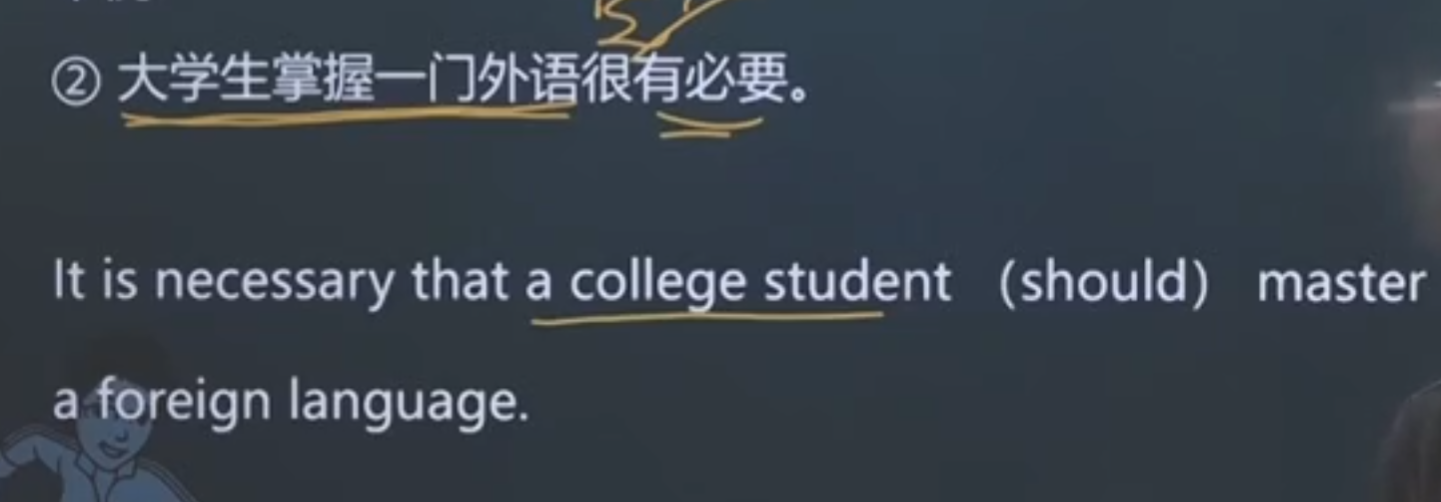 ② 大学生掌握一门外语很有必要。
It is necessary that a college student （should） master
a foreign language.